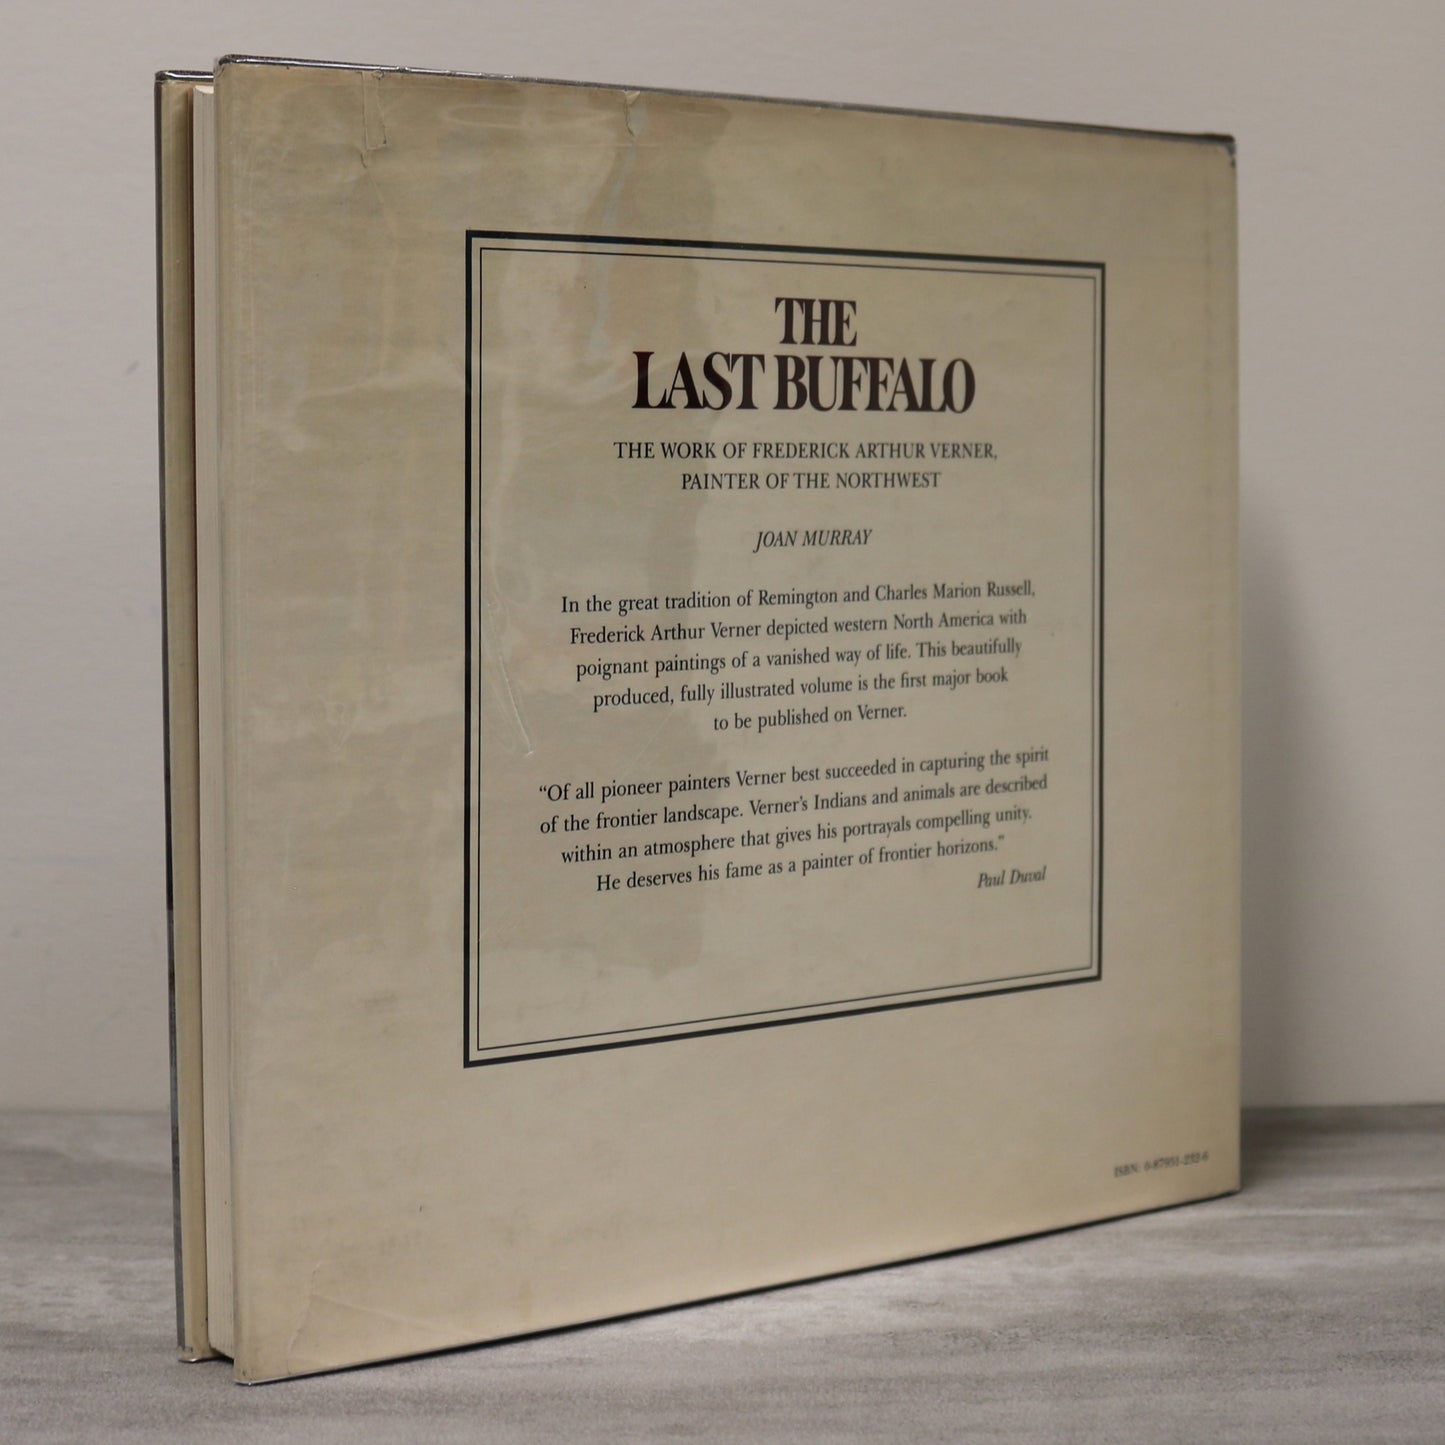 THE
LAST BUFFALO
THE WORK OF FREDERICK ARTHUR VERNER,
PAINTER OF THE NORTHWEST
JOAN MURRAY
In the great tradition of Remington and Charles Marion Russell,
Frederick Arthur Verner depicted western North America with
poignant paintings of a vanished way of life. This beautifully
produced, fully illustrated volume is the first major book
to be published on Verner.
“Of all pioneer painters Verner best succeeded in capturing the spirit
of the frontier landscape. Verner’s Indians and animals are described
within an atmosphere that gives his portrayals compelling unity.
He deserves his fame as a painter of frontier horizons.”
Paul Duval
ISBN: 0-87951-232-6